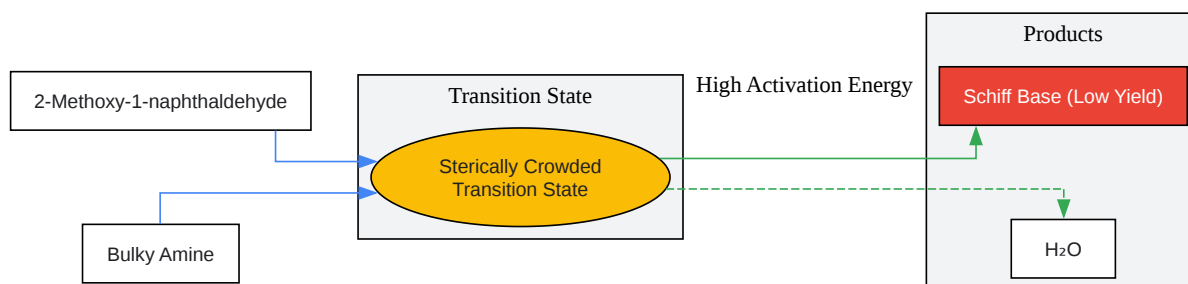 Products
2-Methoxy-1-naphthaldehyde
Transition State
High Activation Energy
Schiff Base (Low Yield)
Sterically Crowded
Transition State
Bulky Amine
H₂O